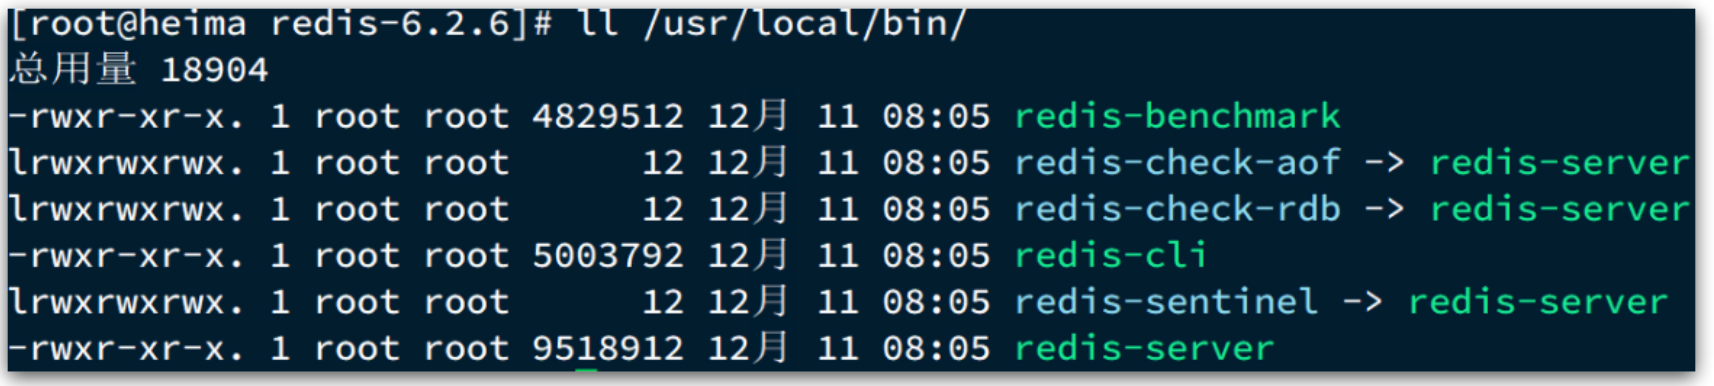 [root@heima redis-6.2.6]# ll /usr/local/bin/
总用量 18904
-rwxr-xr-x. 1 root root 4829512 12月  11 08:05 redis-benchmark
lrwxrwxrwx. 1 root root      12 12月  11 08:05 redis-check-aof -> redis-server
lrwxrwxrwx. 1 root root      12 12月  11 08:05 redis-check-rdb -> redis-server
-rwxr-xr-x. 1 root root 5003792 12月  11 08:05 redis-cli
lrwxrwxrwx. 1 root root      12 12月  11 08:05 redis-sentinel -> redis-server
-rwxr-xr-x. 1 root root 9518912 12月  11 08:05 redis-server